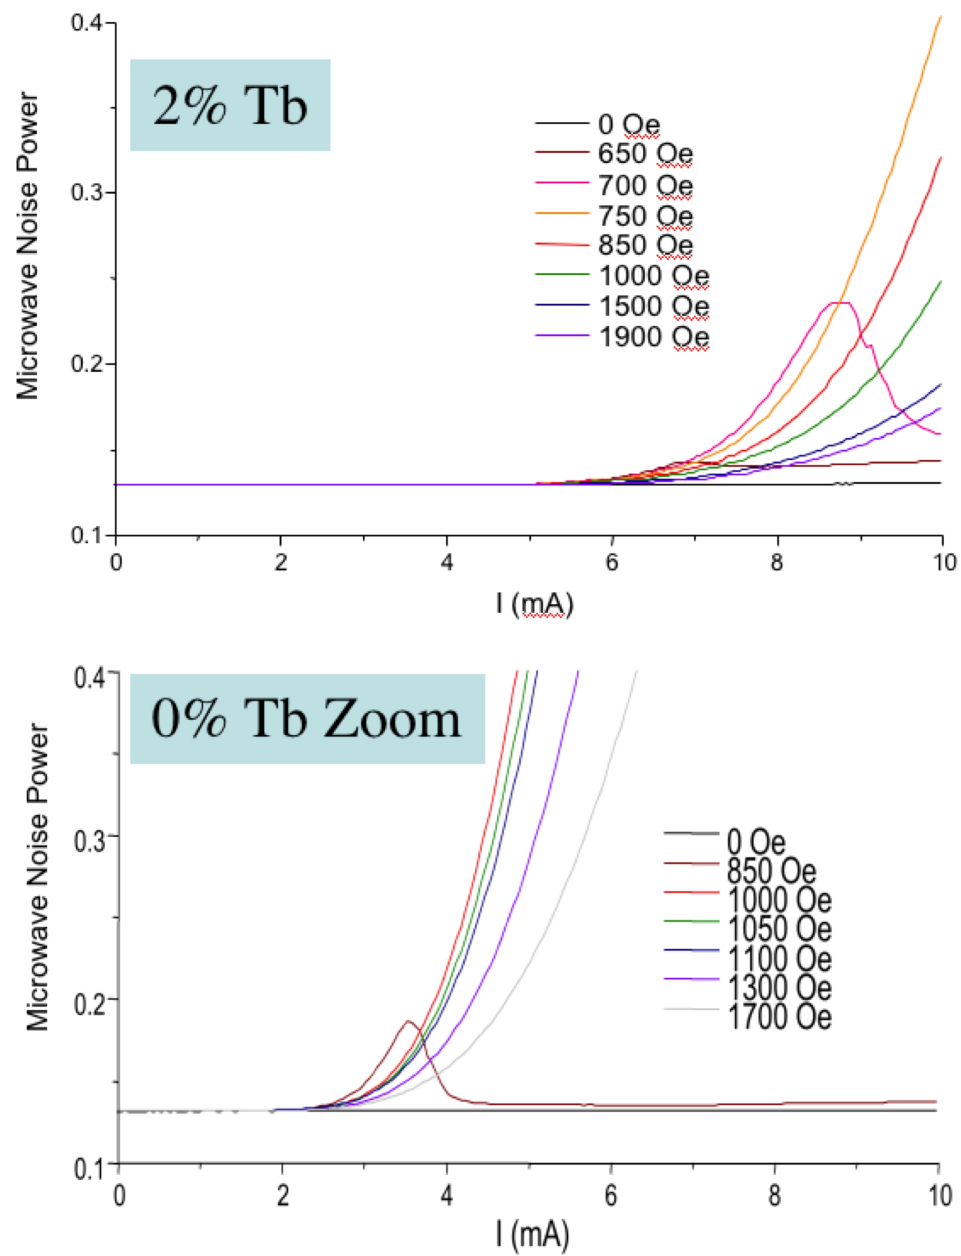 0.4
2% Tb
0 Oe
650 Oe
700 Oe
750 Oe
850 Oe
1000 Oe
1500 Oe
1900 Oe
0.3
0.2
0.1
Microwave Noise Power
0 2 4 6 8 10
I (mA)
0.4
0% Tb Zoom
0.3
0 Oe
850 Oe
1000 Oe
1050 Oe
1100 Oe
1300 Oe
1700 Oe
0.2
0.1
Microwave Noise Power
0 2 4 6 8 10
I (mA)